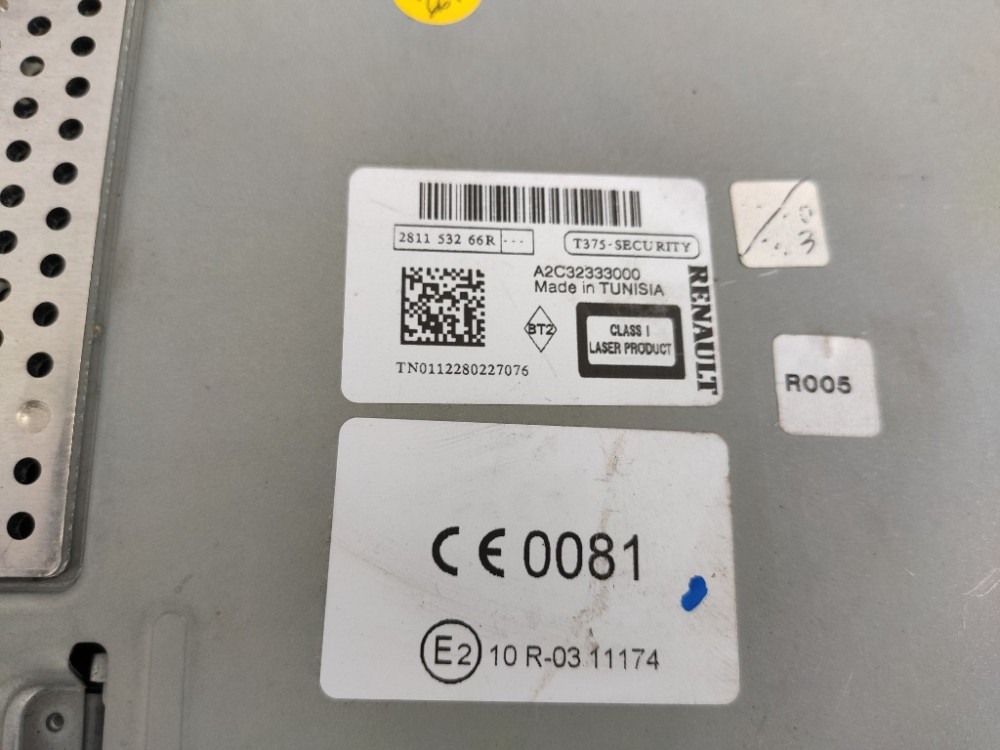 2811 532 66R ---
T375-SECURITY
A2C32333000
Made in TUNISIA
BT2
CLASS I
LASER PRODUCT
TN0112280227076
RENAULT
R005
CE 0081
E2 10 R-03 11174